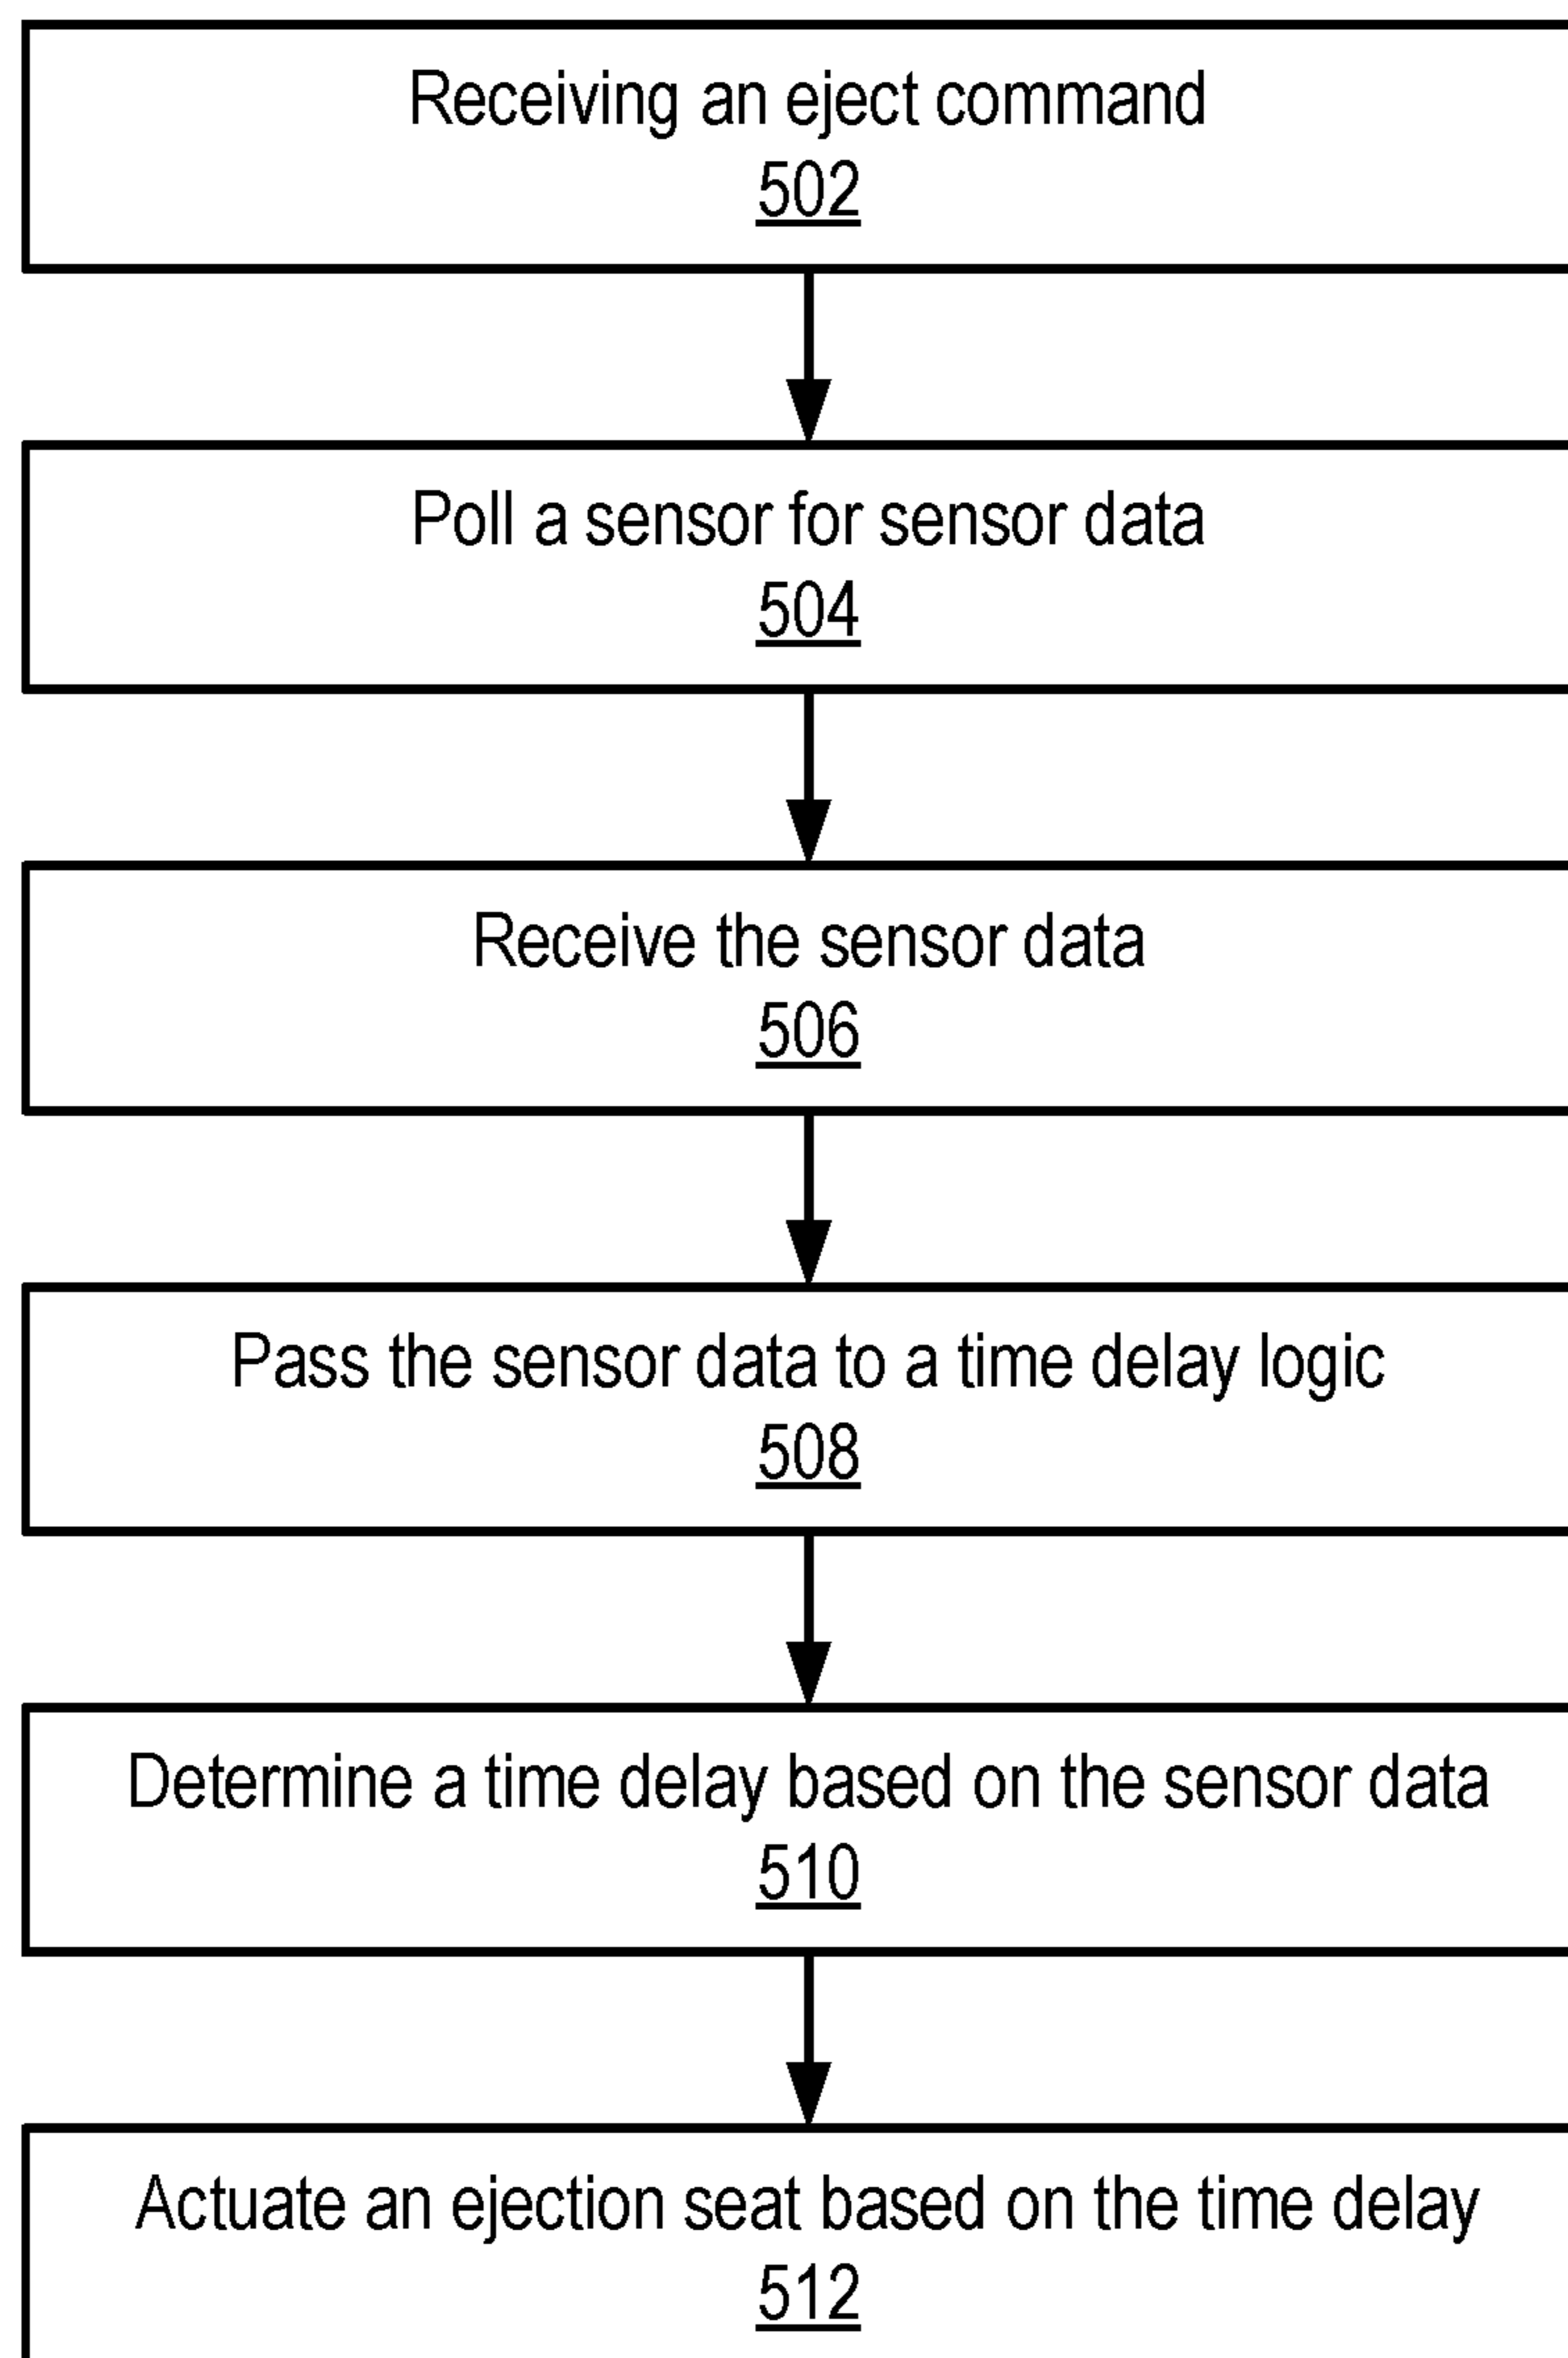 Receiving an eject command
502
Poll a sensor for sensor data
504
Receive the sensor data
506
Pass the sensor data to a time delay logic
508
Determine a time delay based on the sensor data
510
Actuate an ejection seat based on the time delay
512